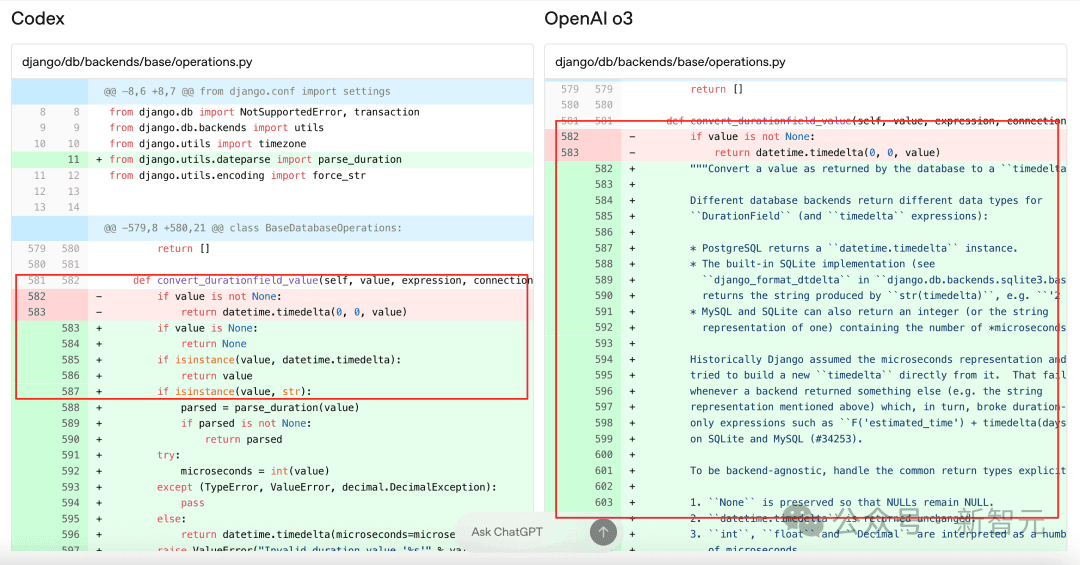 Codex
django/db/backends/base/operations.py
@@ -8,6 +8,7 @@ from django.conf import settings
8 8 from django.db import NotSupportedError, transaction
9 9 from django.db.backends import utils
10 10 from django.utils import timezone
11 + from django.utils.dateparse import parse_duration
11 12 from django.utils.encoding import force_str
12 13
13 14
@@ -579,8 +580,21 @@ class BaseDatabaseOperations:
579 580 return []
580 581
581 582 def convert_durationfield_value(self, value, expression, connection
582 - if value is not None:
583 - return datetime.timedelta(0, 0, value)
583 + if value is None:
584 + return None
585 + if isinstance(value, datetime.timedelta):
586 + return value
587 + if isinstance(value, str):
588 + parsed = parse_duration(value)
589 + if parsed is not None:
590 + return parsed
591 + try:
592 + microseconds = int(value)
593 + except (TypeError, ValueError, decimal.DecimalException):
594 + pass
595 + else:
596 + return datetime.timedelta(microseconds=microse
597 + raise ValueError("Invalid duration value '%s'" % va
OpenAI o3
django/db/backends/base/operations.py
579 579 return []
580 580
581 581 def convert_durationfield_value(self, value, expression, connection
582 - if value is not None:
583 - return datetime.timedelta(0, 0, value)
582 + """Convert a value as returned by the database to a ``timedelta
583 +
584 + Different database backends return different data types for
585 + ``DurationField`` (and ``timedelta`` expressions):
586 +
587 + * PostgreSQL returns a ``datetime.timedelta`` instance.
588 + * The built-in SQLite implementation (see
589 + ``django_format_dtdelta`` in ``django.db.backends.sqlite3.bas
590 + returns the string produced by ``str(timedelta)``, e.g. ``'2
591 + * MySQL and SQLite can also return an integer (or the string
592 + representation of one) containing the number of *microseconds
593 +
594 + Historically Django assumed the microseconds representation and
595 + tried to build a new ``timedelta`` directly from it. That fail
596 + whenever a backend returned something else (e.g. the string
597 + representation mentioned above) which, in turn, broke duration-
598 + only expressions such as ``F('estimated_time') + timedelta(days
599 + on SQLite and MySQL (#34253).
600 +
601 + To be backend-agnostic, handle the common return types explicit
602 +
603 + 1. ``None`` is preserved so that NULLs remain NULL.
+ 2. ``datetime.timedelta`` is returned unchanged.
+ 3. ``int``, ``float`` and ``Decimal`` are interpreted as a numb
of microseconds
Ask ChatGPT
公众号 新智元